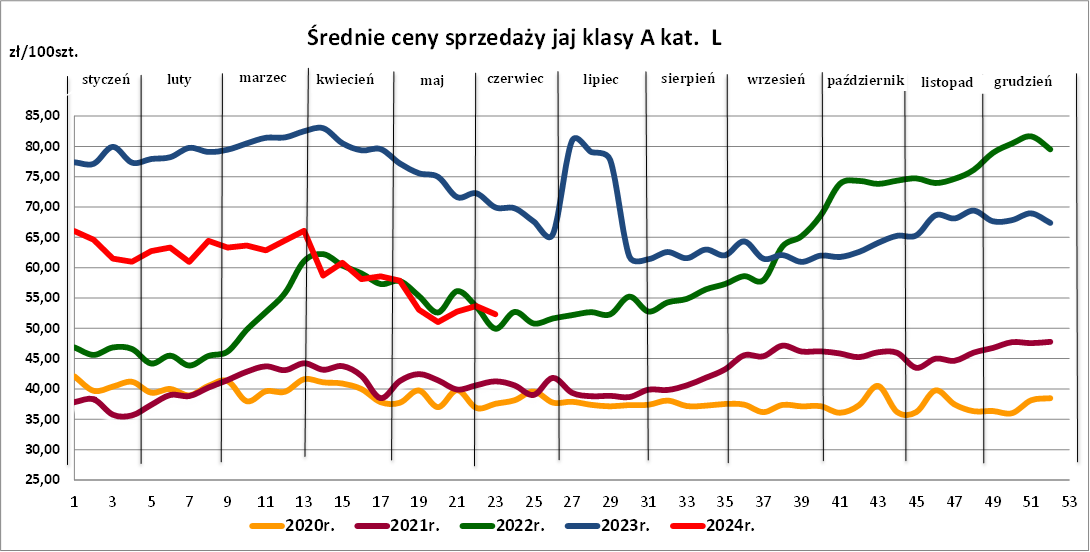 Średnie ceny sprzedaży jaj klasy A kat. L
zł/100szt.
styczeń luty marzec kwiecień maj czerwiec lipiec sierpień wrzesień październik listopad grudzień
85,00
80,00
75,00
70,00
65,00
60,00
55,00
50,00
45,00
40,00
35,00
30,00
25,00
1 3 5 7 9 11 13 15 17 19 21 23 25 27 29 31 33 35 37 39 41 43 45 47 49 51 53
2020r. 2021r. 2022r. 2023r. 2024r.